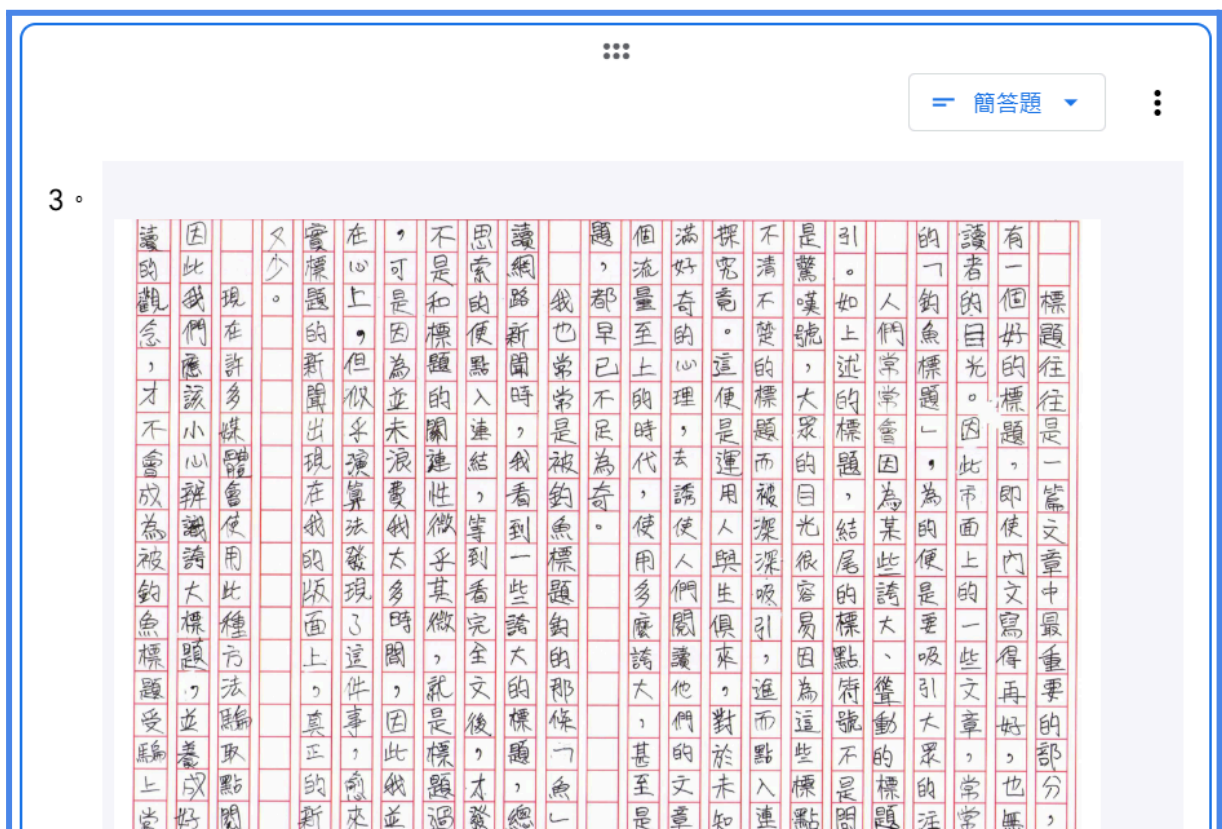 簡答題
3。
標題往往是一篇文章中最重要的部分，
有一個好的標題，即使內文寫得再好，也無
讀者的目光。因此市面上的一些文章，常常
的「釣魚標題」，為的便是要吸引大眾的注
人們常常會因為某些誇大、聳動的標題
引。如上述的標題，結尾的標點符號不是問
是驚嘆號，大眾的目光很容易因為這些標點
不清不楚的標題而被深深吸引，進而點入連
探究竟。這便是運用人與生俱來，對於未知
滿好奇的心理，去誘使人們閱讀他們的文章
個流量至上的時代，使用多麼誇大，甚至是
題，都早已不足為奇。
我也常常是被釣魚標題釣的那條「魚」
讀網路新聞時，我看到一些誇大的標題，總
思索的便點入連結，等到看完全文後，才發
不是和標題的關連性微乎其微，就是標題過
，可是因為並未浪費我太多時間，因此我並
在心上，但似乎演算法發現了這件事，愈來
實標題的新聞出現在我的版面上，真正的新
又少。
現在許多媒體會使用此種方法騙取點閱
因此我們應該小心辨識誇大標題，並養成好
讀的觀念，才不會成為被釣魚標題受騙上當